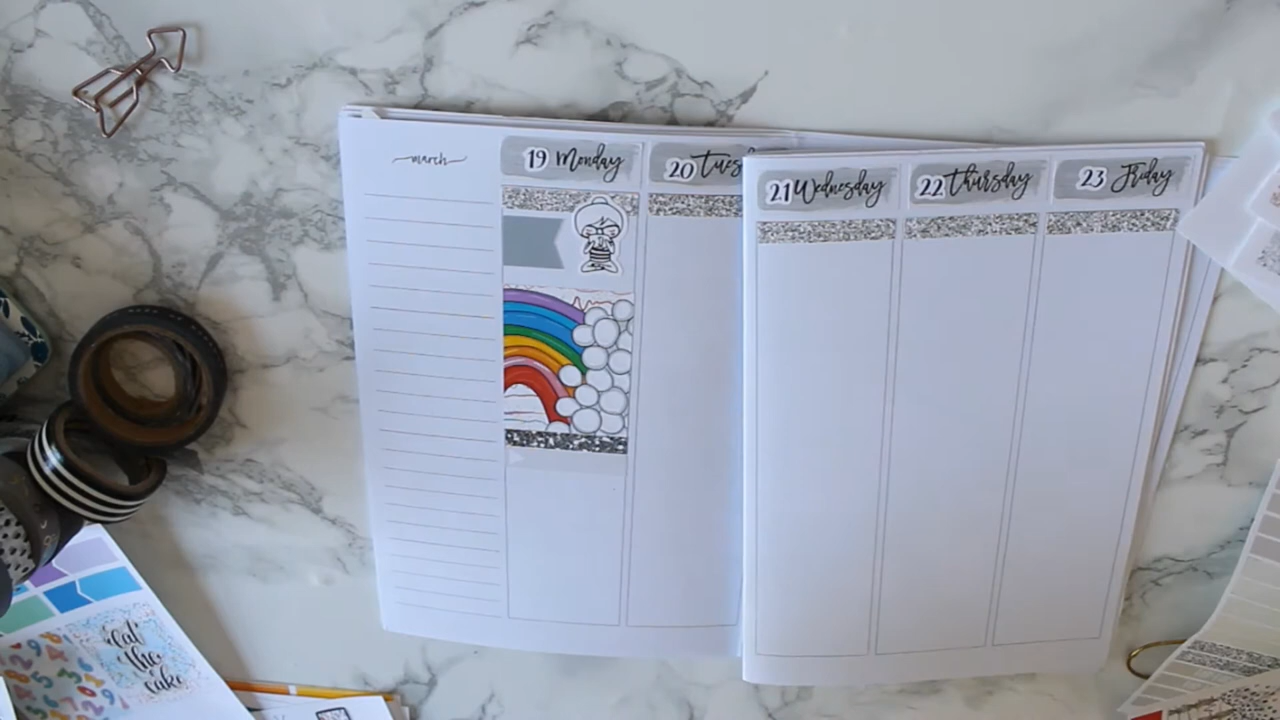 march
19 Monday
20 Tues
21 Wednesday
22 Thursday
23 Friday
eat
the
cake